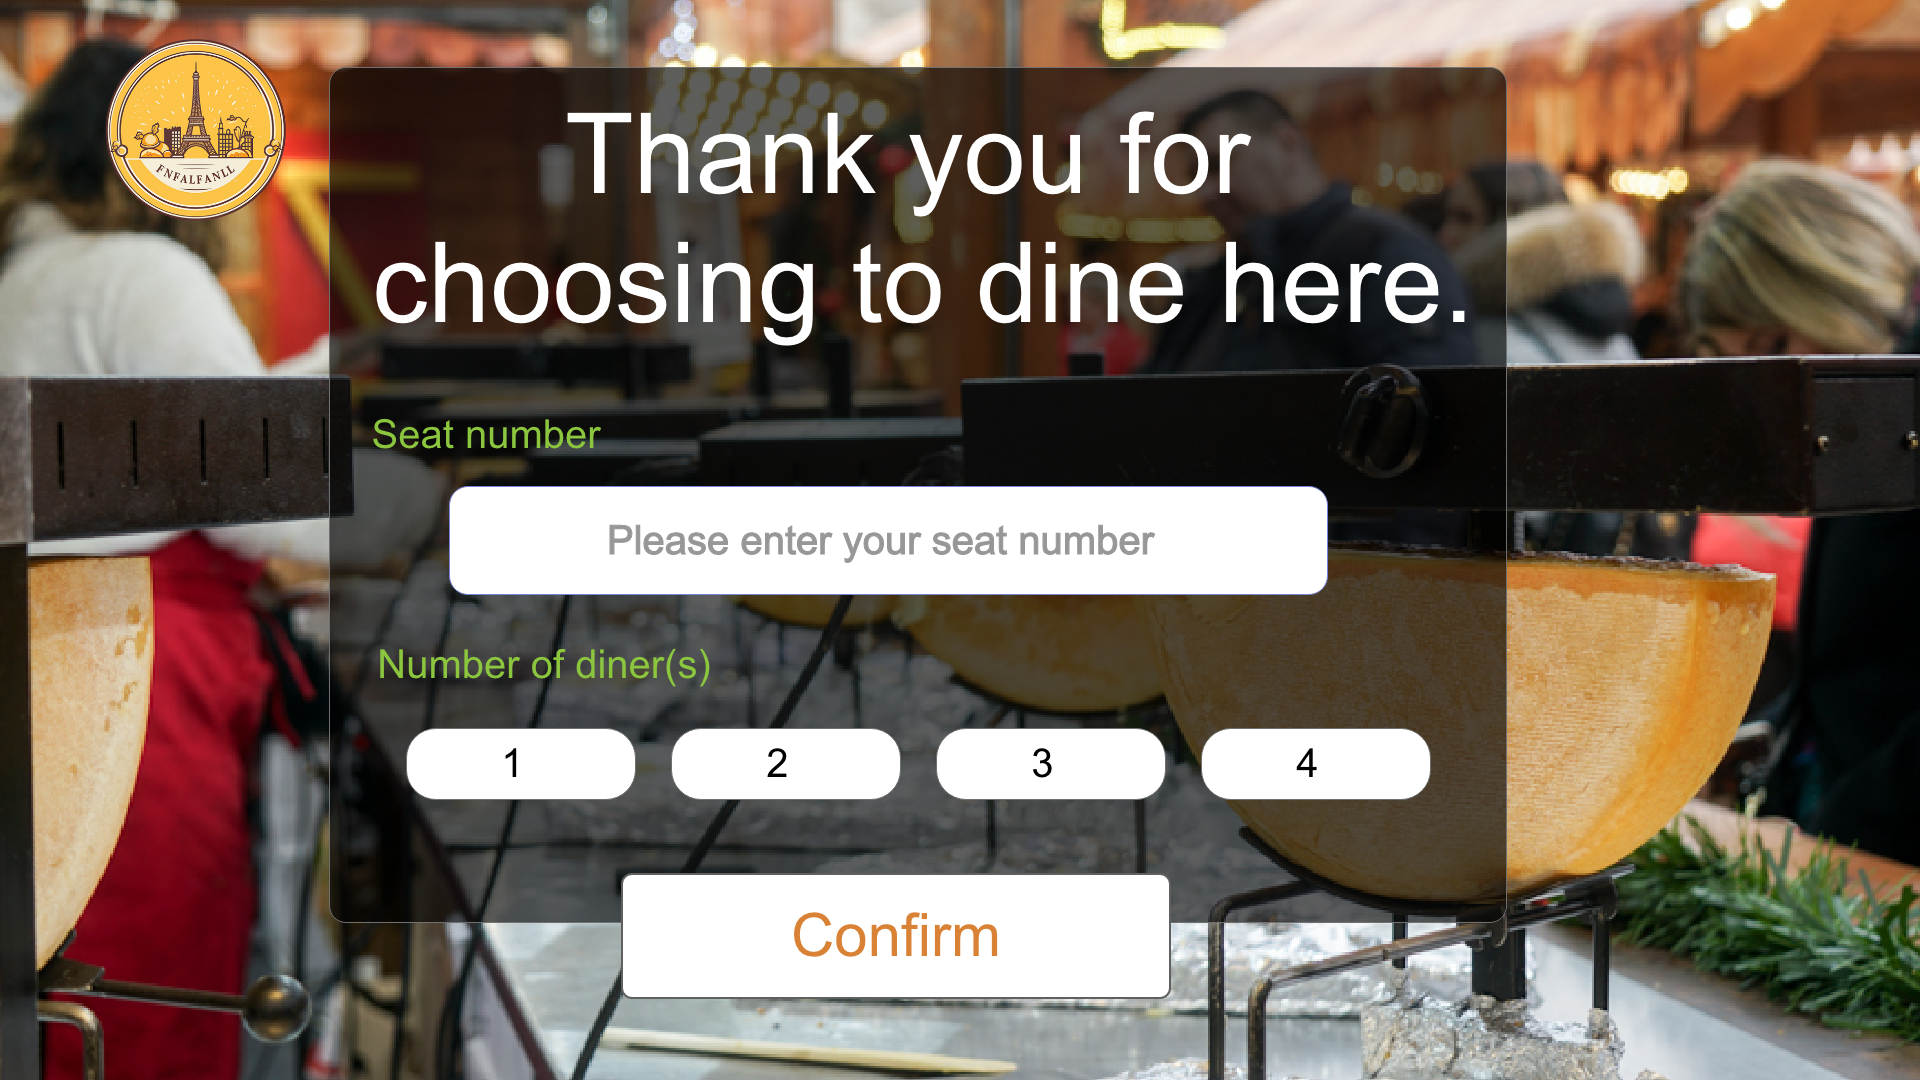 FNFALFANLL
Thank you for
choosing to dine here.
Seat number
Please enter your seat number
Number of diner(s)
1 2 3 4
Confirm